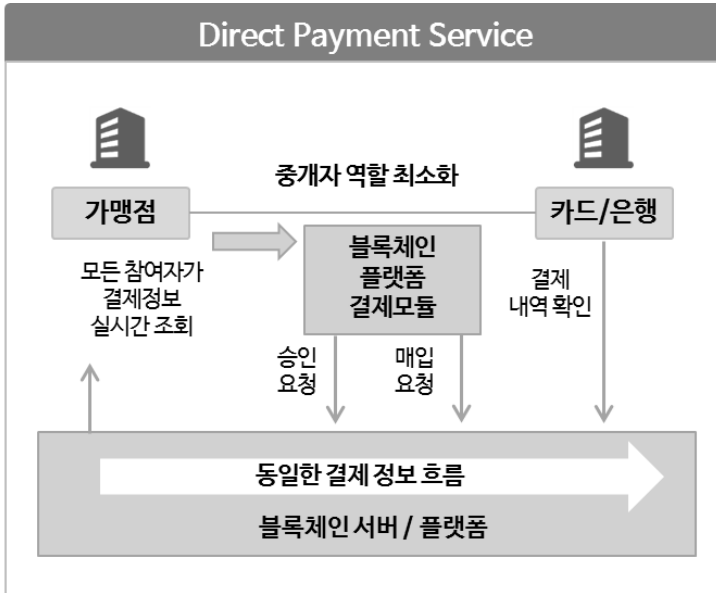 Direct Payment Service
중개자 역할 최소화
가맹점
카드/은행
모든 참여자가
결제정보
실시간 조회
블록체인
플랫폼
결제모듈
결제
내역 확인
승인
요청
매입
요청
동일한 결제 정보 흐름
블록체인 서버 / 플랫폼